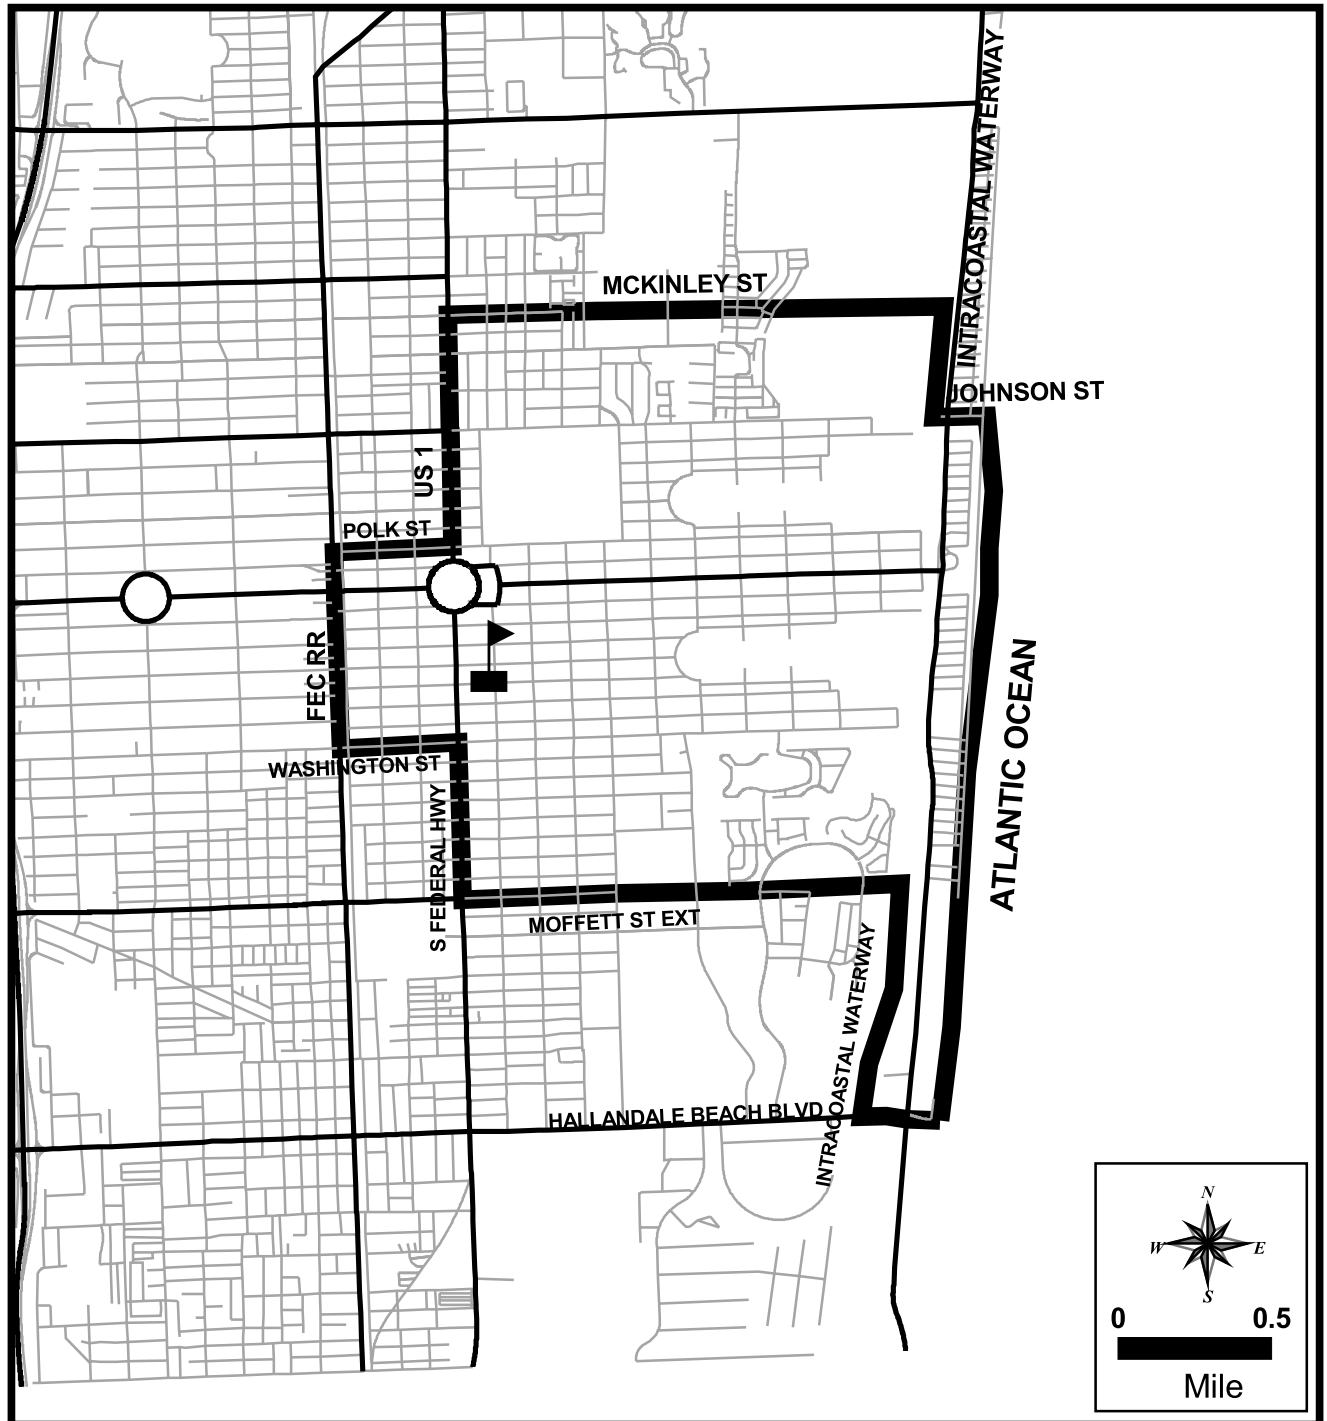 INTRACOASTAL WATERWAY
MCKINLEY ST
JOHNSON ST
US 1
POLK ST
FEC RR
ATLANTIC OCEAN
WASHINGTON ST
S FEDERAL HWY
MOFFETT ST EXT
INTRACOASTAL WATERWAY
HALLANDALE BEACH BLVD
N
W
E
S
0 0.5
Mile